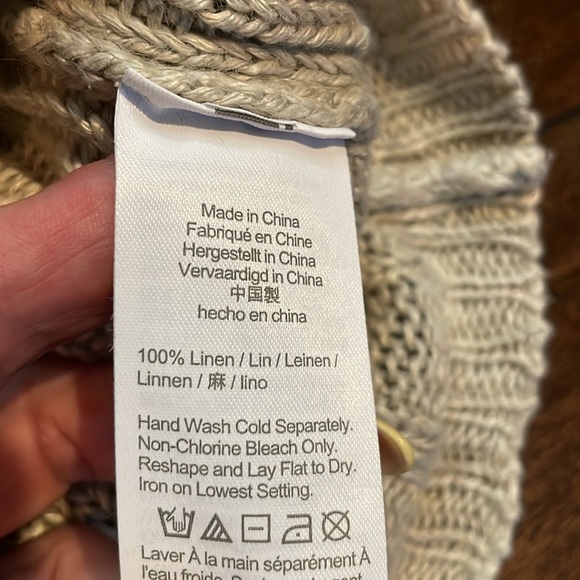 Made in China
Fabriqué en Chine
Hergestellt in China
Vervaardigd in China
中国製
hecho en china
100% Linen / Lin / Leinen /
Linnen / 麻 / lino
Hand Wash Cold Separately.
Non-Chlorine Bleach Only.
Reshape and Lay Flat to Dry.
Iron on Lowest Setting.
Laver À la main séparément À
l'eau froide.